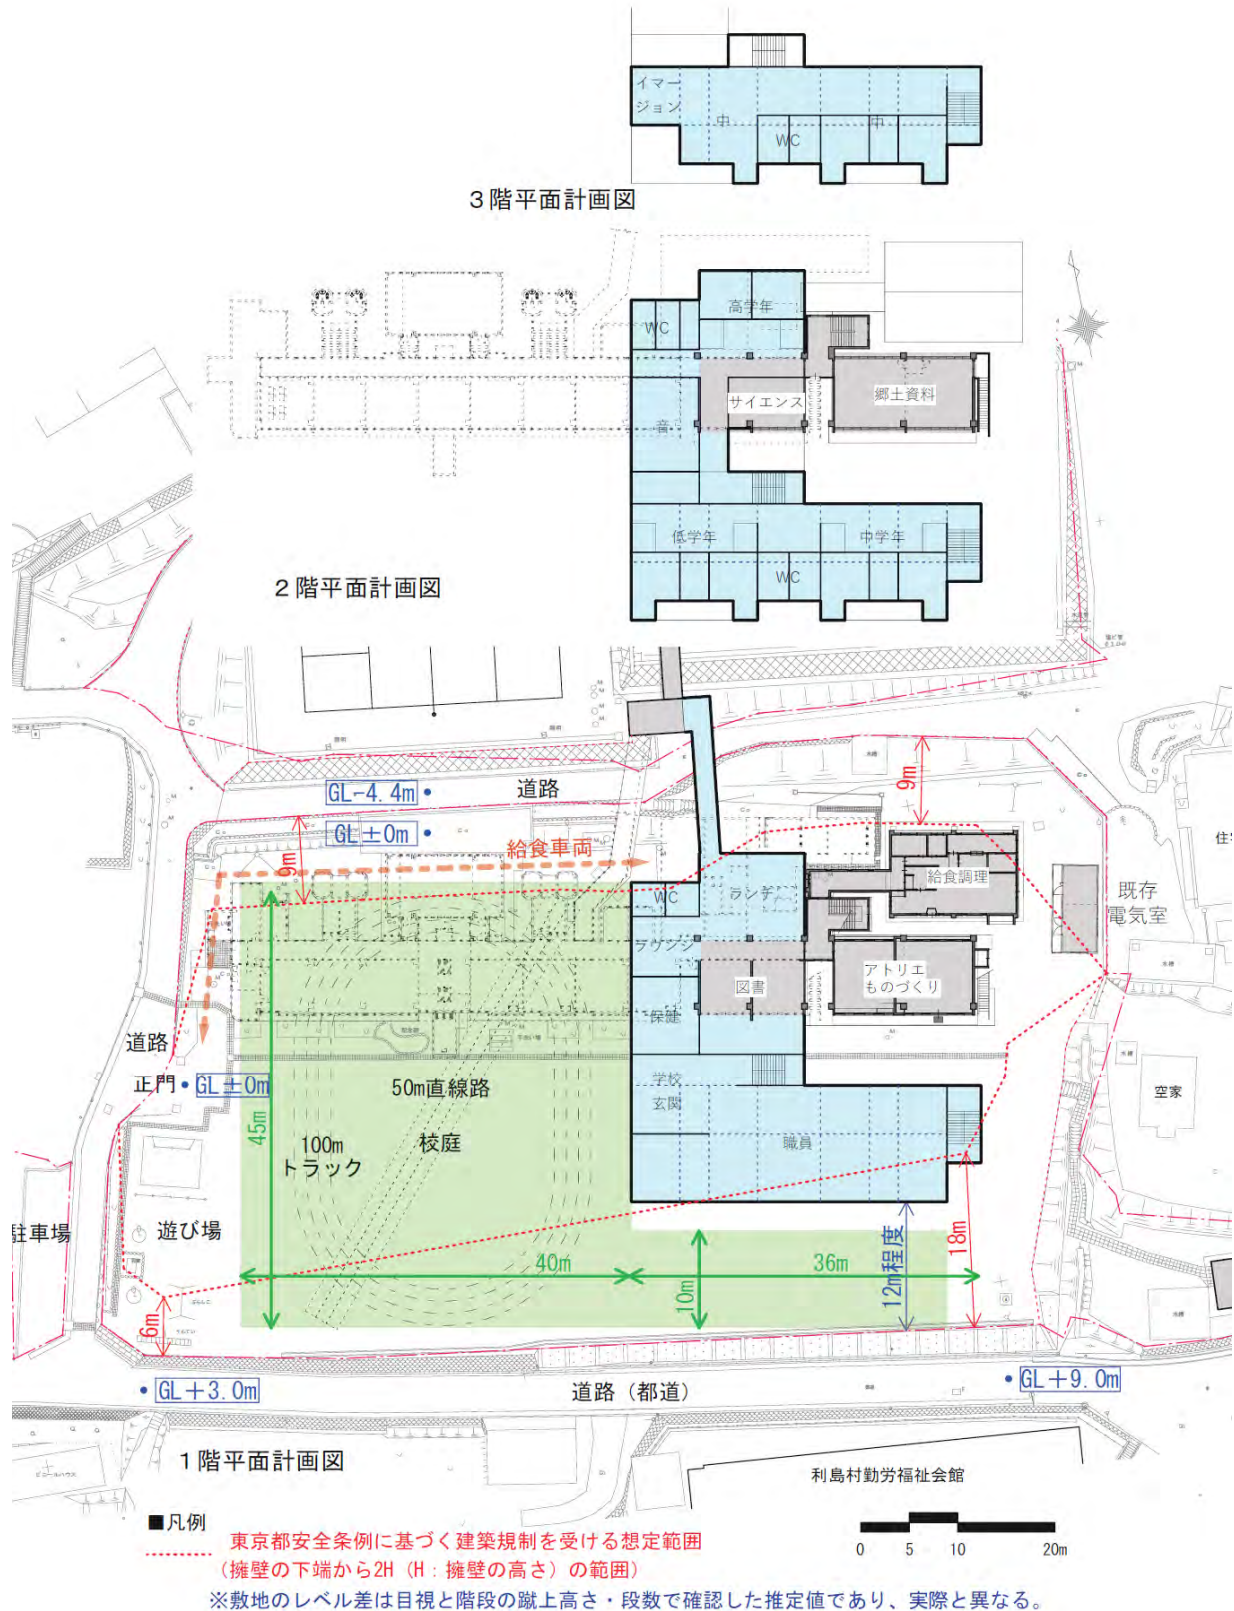 イマー
ジョン
中
中
WC
3階平面計画図
高学年
WC
サイエンス
郷土資料
音
低学年
中学年
WC
2階平面計画図
道路
GL-4.4m
GL±0m
9m
9m
給食車両
ランチ
給食調理
WC
ラウンジ
既存
電気室
図書
アトリエ
ものづくり
保健
道路
正門
GL±0m
50m直線路
学校
玄関
空家
45m
100m
トラック
校庭
職員
駐車場
遊び場
40m
36m
10m
12m程度
18m
6m
GL+3.0m
道路(都道)
GL+9.0m
1階平面計画図
利島村勤労福祉会館
■凡例
東京都安全条例に基づく建築規制を受ける想定範囲
(擁壁の下端から2H(H:擁壁の高さ)の範囲)
0 5 10 20m
※敷地のレベル差は目視と階段の蹴上高さ・段数で確認した推定値であり、実際と異なる。